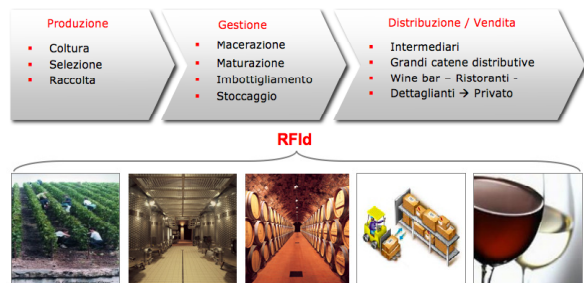 Produzione
Coltura
Selezione
Raccolta
Gestione
Macerazione
Maturazione
Imbottigliamento
Stoccaggio
Distribuzione / Vendita
Intermediari
Grandi catene distributive
Wine bar – Ristoranti -
Dettaglianti → Privato
RFId